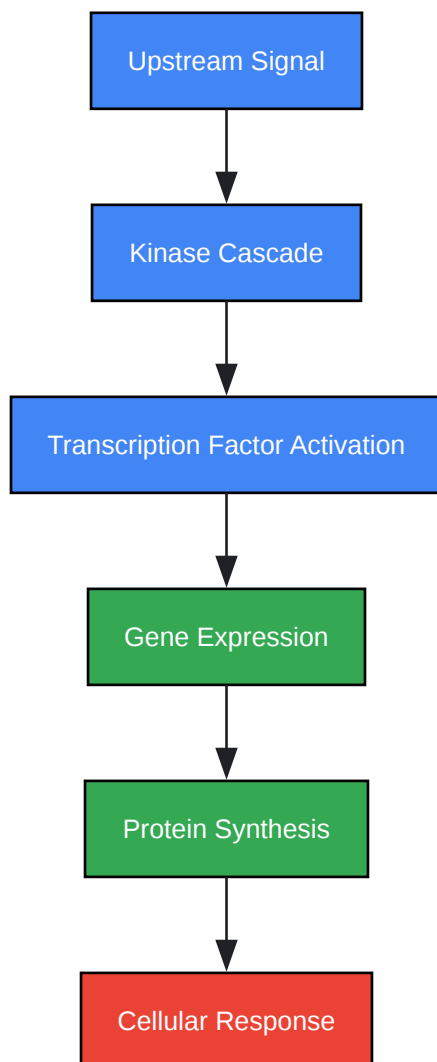 Upstream Signal
Kinase Cascade
Transcription Factor Activation
Gene Expression
Protein Synthesis
Cellular Response